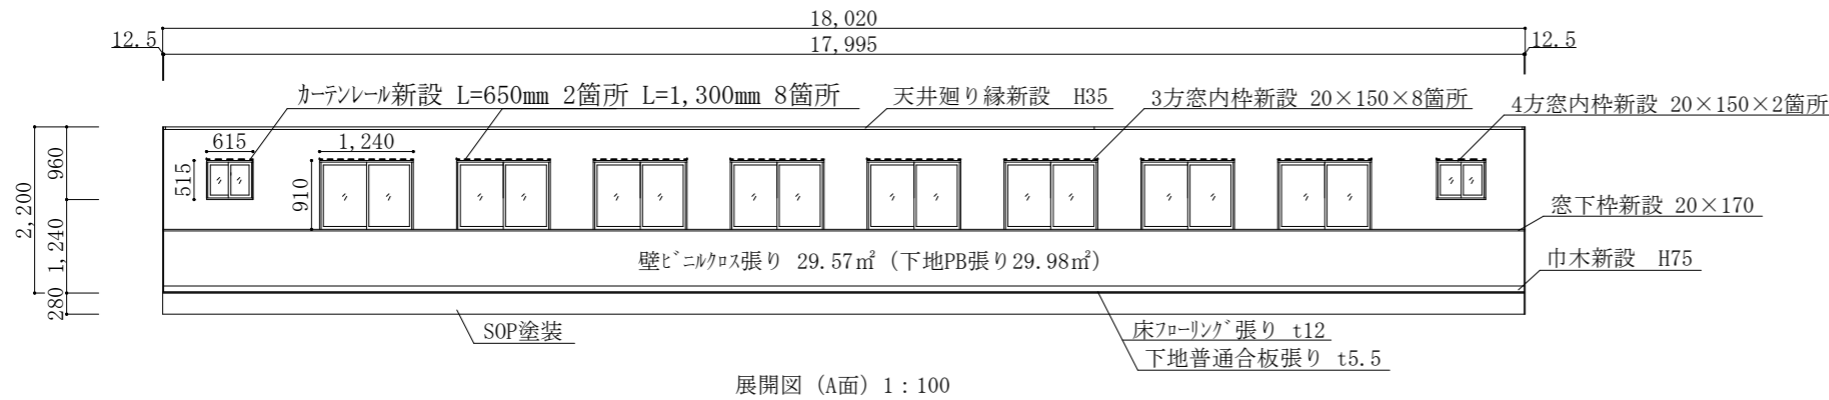 18,020
12.5 17,995 12.5
ｶｰﾃﾝﾚｰﾙ新設 L=650mm 2箇所 L=1,300mm 8箇所
天井廻り縁新設 H35
3方窓内枠新設 20×150×8箇所
4方窓内枠新設 20×150×2箇所
615
1,240
515
910
960
2,200
1,240
280
窓下枠新設 20×170
壁ﾋﾞﾆﾙｸﾛｽ張り 29.57㎡ (下地PB張り29.98㎡)
巾木新設 H75
SOP塗装
床ﾌﾛｰﾘﾝｸﾞ張り t12
下地普通合板張り t5.5
展開図 (A面) 1：100